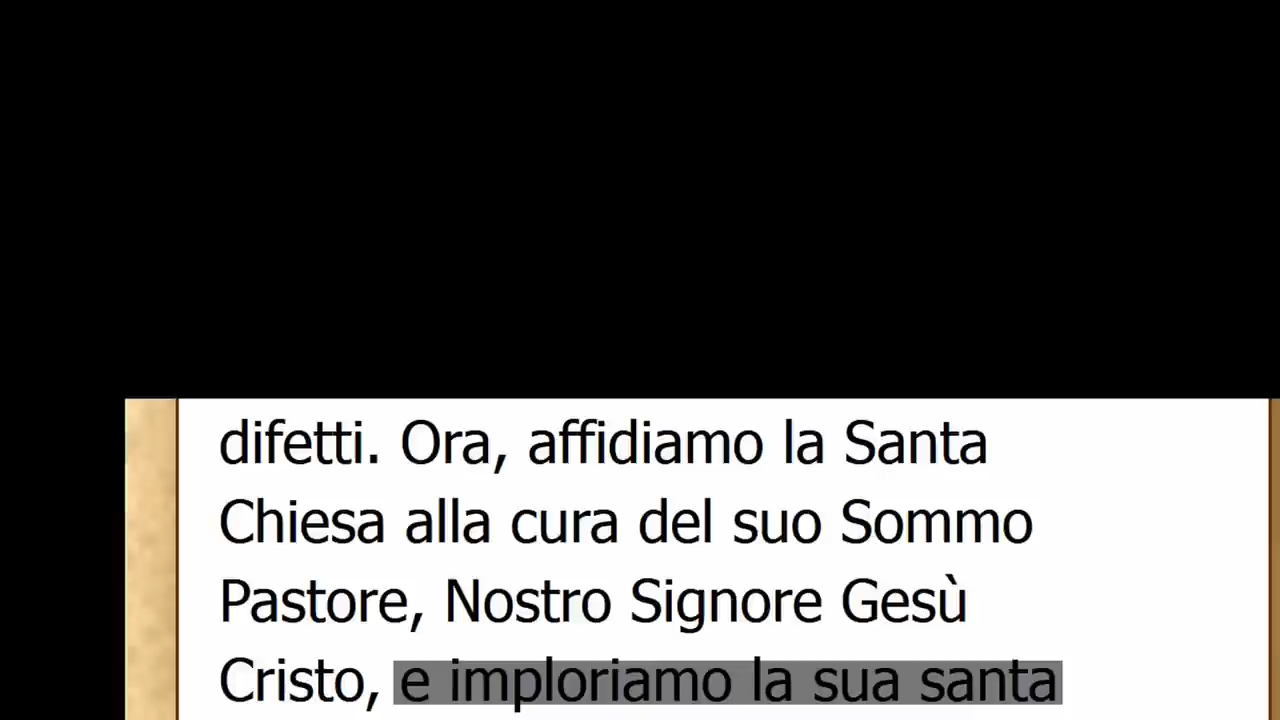 difetti. Ora, affidiamo la Santa
Chiesa alla cura del suo Sommo
Pastore, Nostro Signore Gesù
Cristo, e imploriamo la sua santa